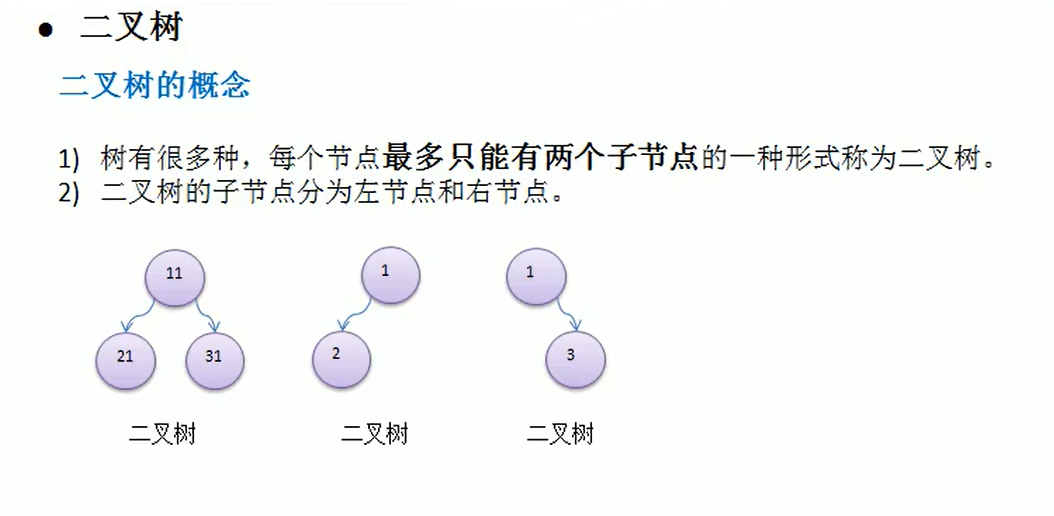 ● 二叉树
二叉树的概念
1) 树有很多种，每个节点最多只能有两个子节点的一种形式称为二叉树。
2) 二叉树的子节点分为左节点和右节点。
11 1 1
21 31 2 3
二叉树 二叉树 二叉树